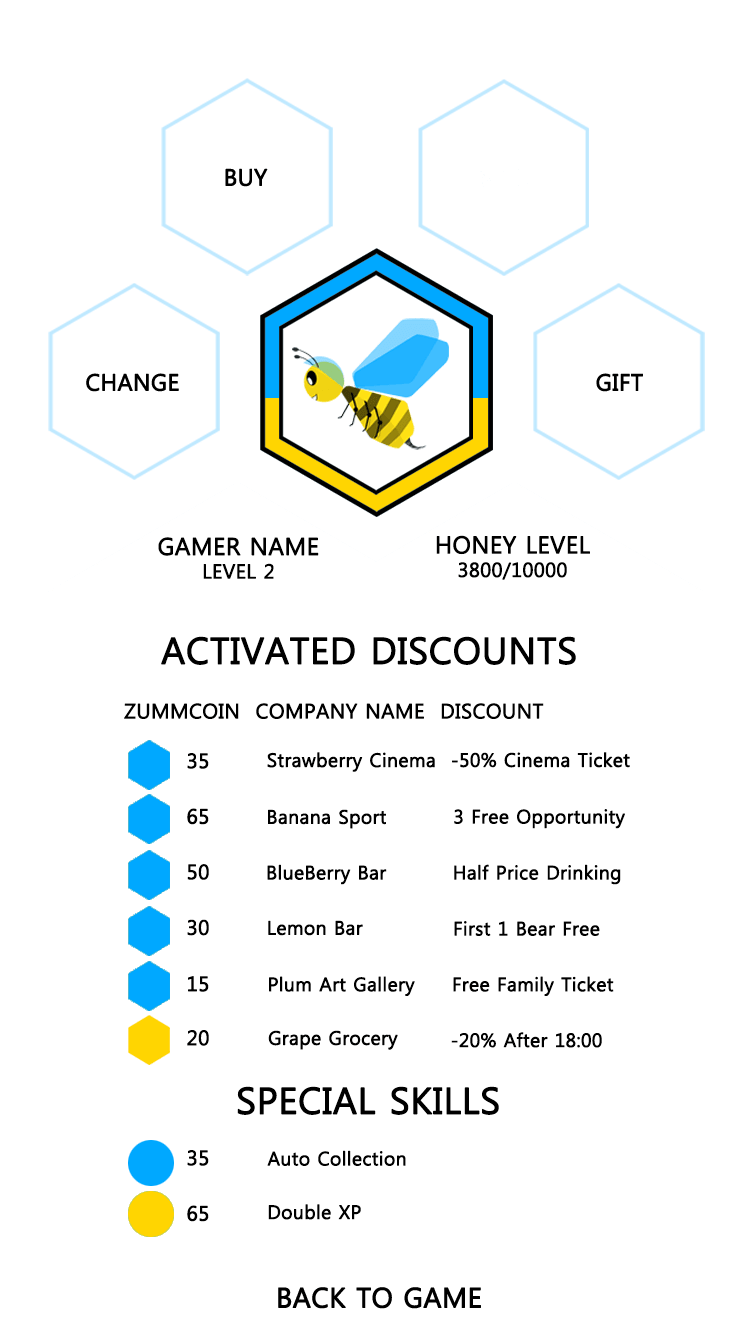 BUY
CHANGE
GIFT
GAMER NAME
LEVEL 2
HONEY LEVEL
3800/10000
ACTIVATED DISCOUNTS
ZUMMCOIN COMPANY NAME DISCOUNT
35 Strawberry Cinema -50% Cinema Ticket
65 Banana Sport 3 Free Opportunity
50 BlueBerry Bar Half Price Drinking
30 Lemon Bar First 1 Bear Free
15 Plum Art Gallery Free Family Ticket
20 Grape Grocery -20% After 18:00
SPECIAL SKILLS
35 Auto Collection
65 Double XP
BACK TO GAME